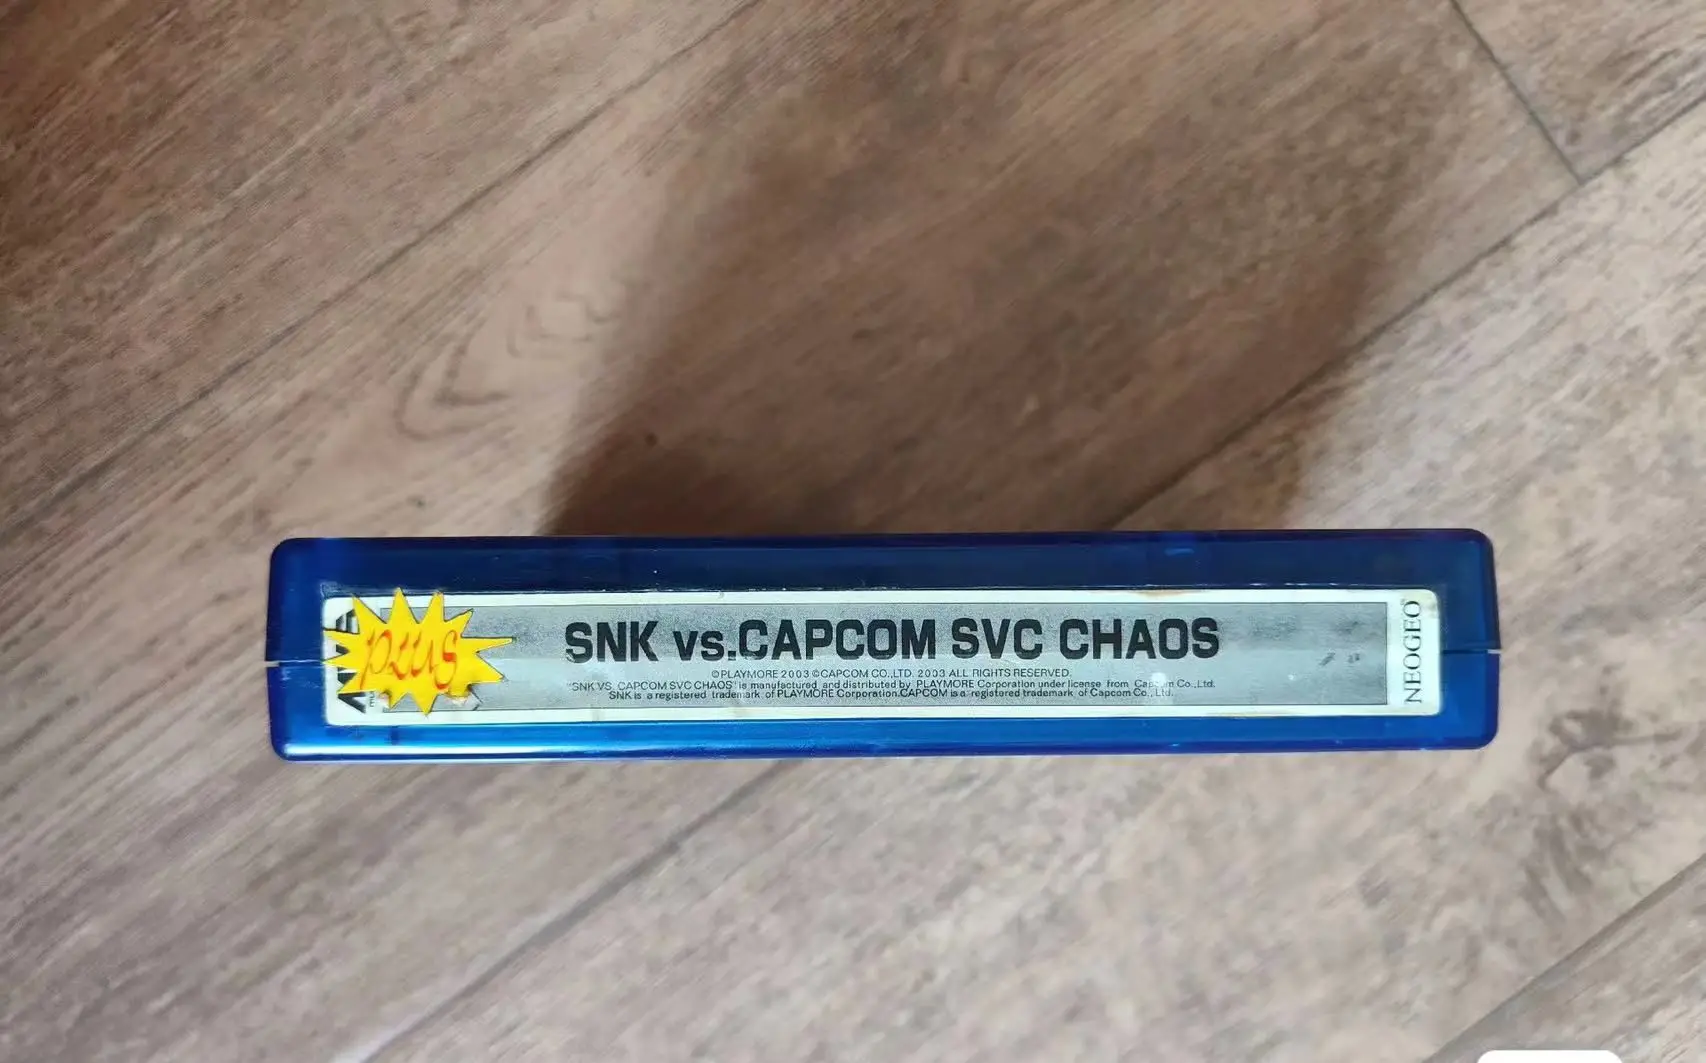 plus
SNK vs.CAPCOM SVC CHAOS
©PLAYMORE 2003 ©CAPCOM CO.,LTD. 2003 ALL RIGHTS RESERVED.
"SNK VS. CAPCOM SVC CHAOS" is manufactured and distributed by PLAYMORE Corporation under license from Capcom Co.,Ltd.
SNK is a registered trademark of PLAYMORE Corporation.CAPCOM is a registered trademark of Capcom Co., Ltd.
NEOGEO